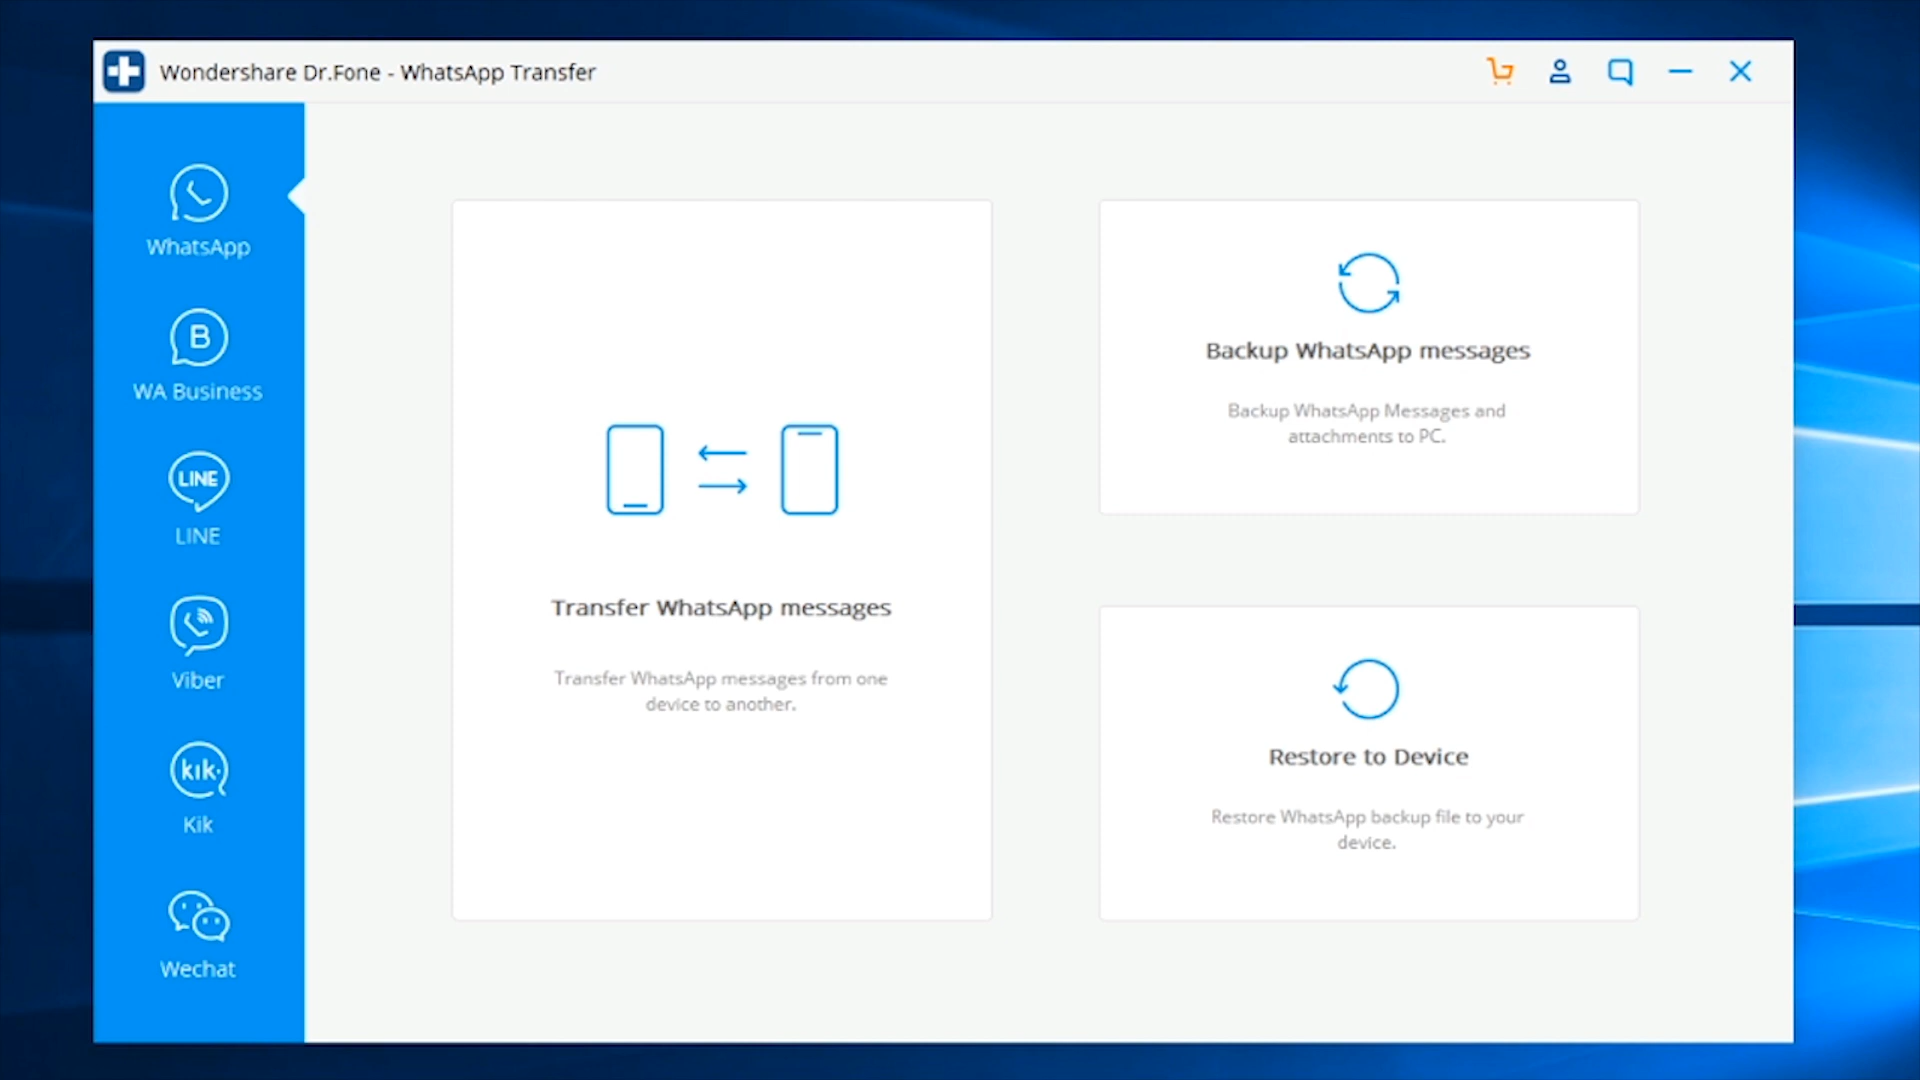 Wondershare Dr.Fone - WhatsApp Transfer
WhatsApp
B
WA Business
LINE
LINE
Viber
kik
Kik
Wechat
Transfer WhatsApp messages
Transfer WhatsApp messages from one
device to another.
Backup WhatsApp messages
Backup WhatsApp Messages and
attachments to PC.
Restore to Device
Restore WhatsApp backup file to your
device.